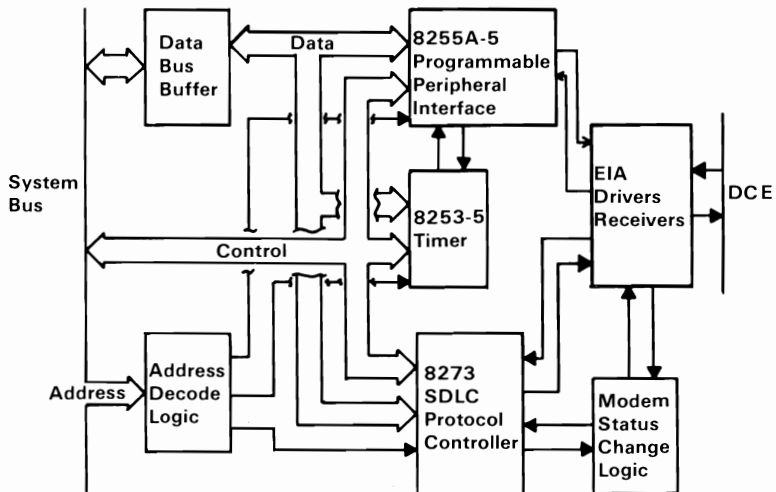 Data
Bus
Buffer
Data
8255A-5
Programmable
Peripheral
Interface
System
Bus
EIA
Drivers
Receivers
DCE
8253-5
Timer
Control
Address
Address
Decode
Logic
8273
SDLC
Protocol
Controller
Modem
Status
Change
Logic